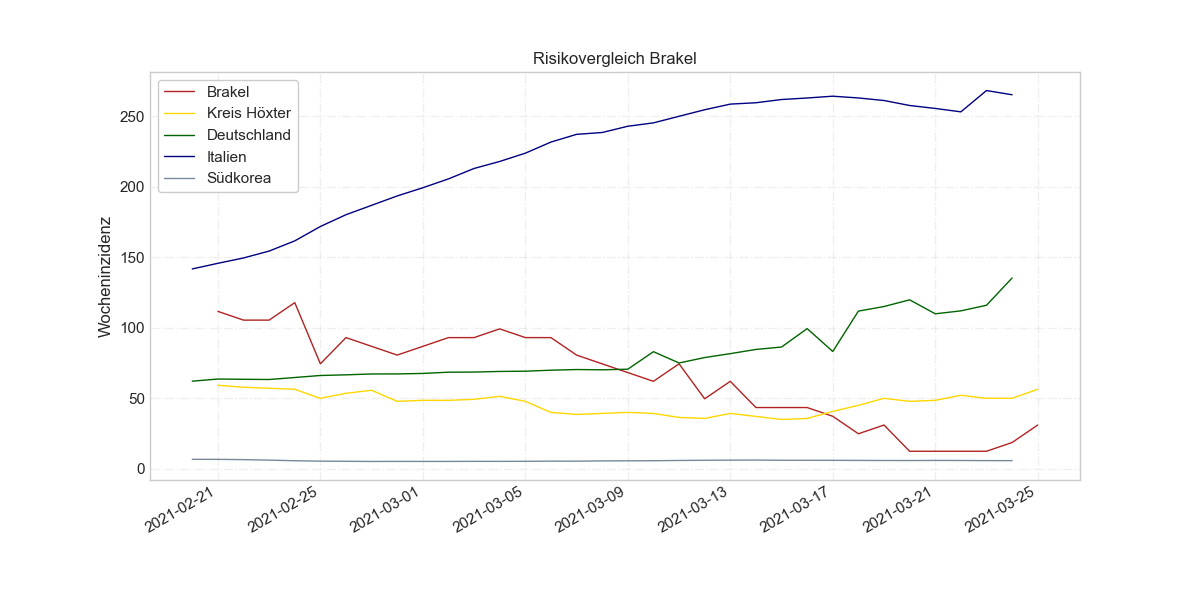 Risikovergleich Brakel
Brakel
Kreis Höxter
Deutschland
Italien
Südkorea
Wocheninzidenz
250
200
150
100
50
0
2021-02-21
2021-02-25
2021-03-01
2021-03-05
2021-03-09
2021-03-13
2021-03-17
2021-03-21
2021-03-25